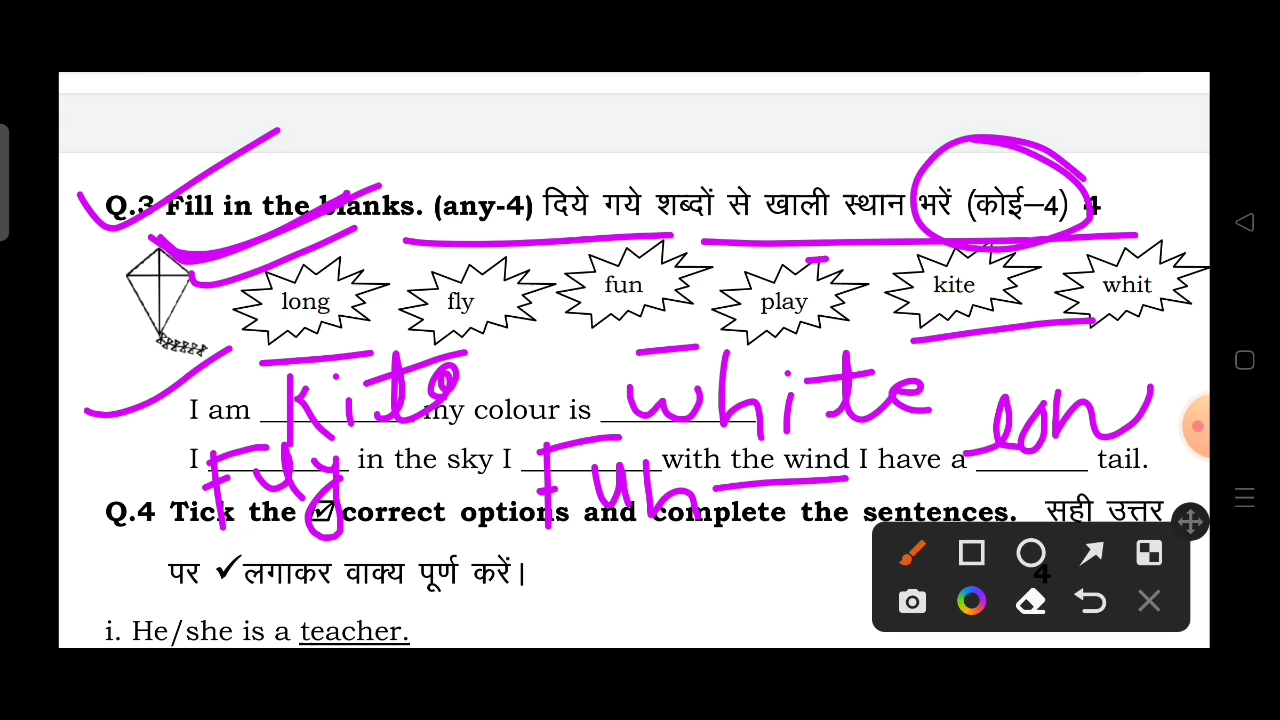 Q.3 Fill in the blanks. (any-4) दिये गये शब्दों से खाली स्थान भरें (कोई–4) 4
long fly fun play kite whit
kite white lon
I am ________ my colour is ________
I ________ in the sky I ________ with the wind I have a ________ tail.
Fly Fun
Q.4 Tick the ☑ correct options and complete the sentences. सही उत्तर
पर ✓लगाकर वाक्य पूर्ण करें। 4
i. He/she is a teacher.